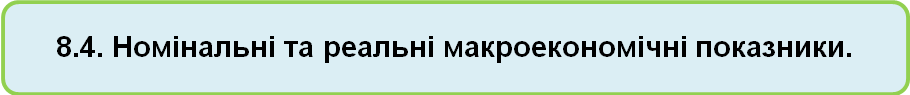 8.4. Номінальні та реальні макроекономічні показники.